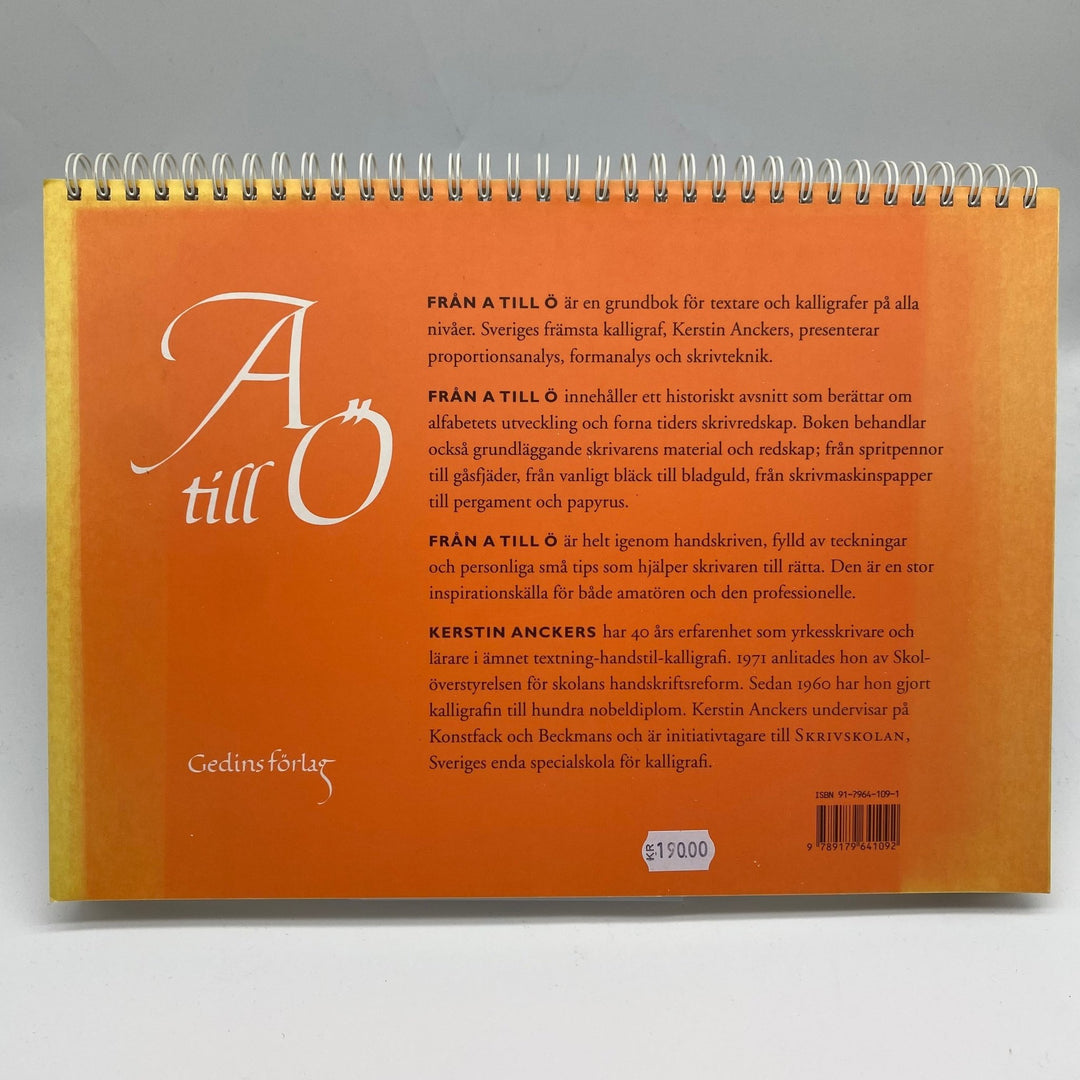 A
till Ö
FRÅN A TILL Ö är en grundbok för textare och kalligrafer på alla
nivåer. Sveriges främsta kalligraf, Kerstin Anckers, presenterar
proportionsanalys, formanalys och skrivteknik.
FRÅN A TILL Ö innehåller ett historiskt avsnitt som berättar om
alfabetets utveckling och forna tiders skrivredskap. Boken behandlar
också grundläggande skrivarens material och redskap; från spritpennor
till gåsfjäder, från vanligt bläck till bladguld, från skrivmaskinspapper
till pergament och papyrus.
FRÅN A TILL Ö är helt igenom handskriven, fylld av teckningar
och personliga små tips som hjälper skrivaren till rätta. Den är en stor
inspirationskälla för både amatören och den professionelle.
KERSTIN ANCKERS har 40 års erfarenhet som yrkesskrivare och
lärare i ämnet textning-handstil-kalligrafi. 1971 anlitades hon av Skol-
överstyrelsen för skolans handskriftsreform. Sedan 1960 har hon gjort
kalligrafin till hundra nobeldiplom. Kerstin Anckers undervisar på
Konstfack och Beckmans och är initiativtagare till SKRIVSKOLAN,
Sveriges enda specialskola för kalligrafi.
Gedins förlag
ISBN 91-7964-109-1
9 789179 641092
KR 190.00